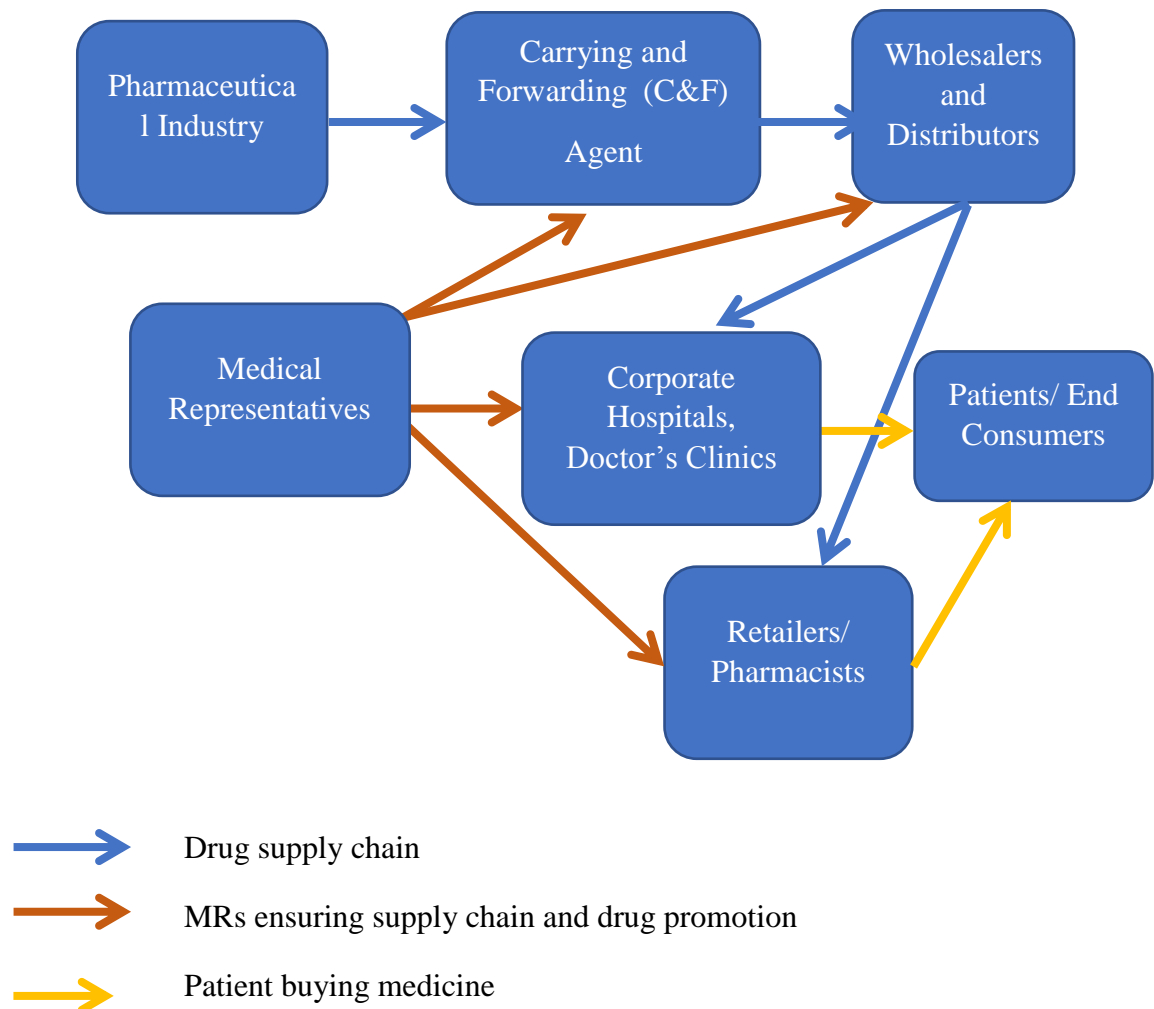 Pharmaceutica
l Industry
Carrying and
Forwarding  (C&F)
Agent
Wholesalers
and
Distributors
Medical
Representatives
Corporate
Hospitals,
Doctor’s Clinics
Patients/ End
Consumers
Retailers/
Pharmacists
Drug supply chain
MRs ensuring supply chain and drug promotion
Patient buying medicine